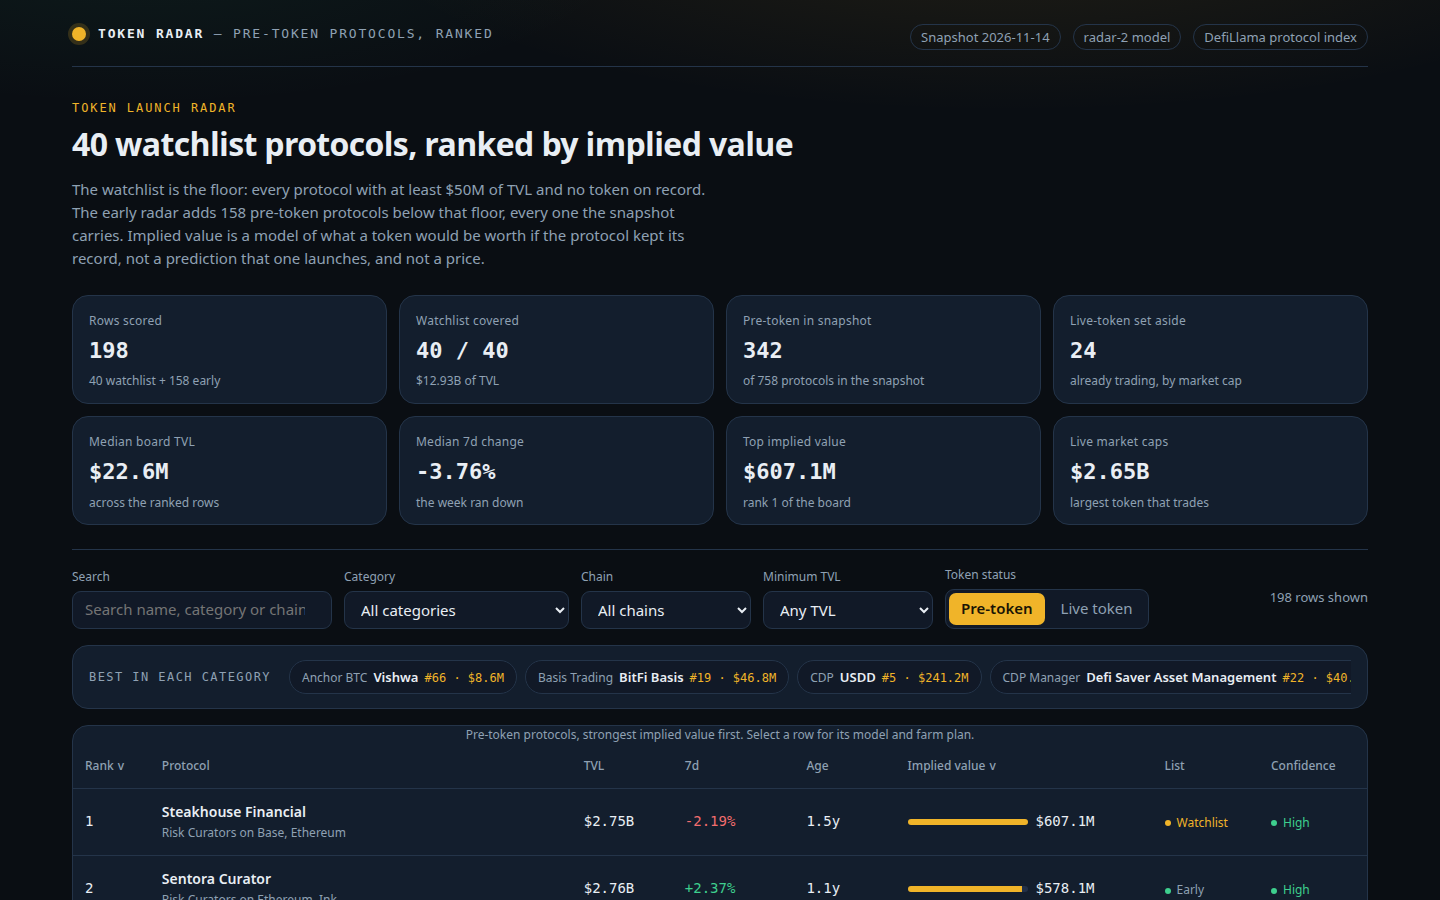 TOKEN RADAR — PRE-TOKEN PROTOCOLS, RANKED
Snapshot 2026-11-14
radar-2 model
DefiLlama protocol index
TOKEN LAUNCH RADAR
40 watchlist protocols, ranked by implied value
The watchlist is the floor: every protocol with at least $50M of TVL and no token on record.
The early radar adds 158 pre-token protocols below that floor, every one the snapshot
carries. Implied value is a model of what a token would be worth if the protocol kept its
record, not a prediction that one launches, and not a price.
Rows scored
198
40 watchlist + 158 early
Watchlist covered
40 / 40
$12.93B of TVL
Pre-token in snapshot
342
of 758 protocols in the snapshot
Live-token set aside
24
already trading, by market cap
Median board TVL
$22.6M
across the ranked rows
Median 7d change
-3.76%
the week ran down
Top implied value
$607.1M
rank 1 of the board
Live market caps
$2.65B
largest token that trades
Search
Search name, category or chain
Category
All categories
Chain
All chains
Minimum TVL
Any TVL
Token status
Pre-token Live token
198 rows shown
BEST IN EACH CATEGORY
Anchor BTC Vishwa #66 · $8.6M
Basis Trading BitFi Basis #19 · $46.8M
CDP USDD #5 · $241.2M
CDP Manager Defi Saver Asset Management #22 · $40.
Pre-token protocols, strongest implied value first. Select a row for its model and farm plan.
Rank v Protocol TVL 7d Age Implied value v List Confidence
1 Steakhouse Financial $2.75B -2.19% 1.5y $607.1M Watchlist High
Risk Curators on Base, Ethereum
2 Sentora Curator $2.76B +2.37% 1.1y $578.1M Early High
Risk Curators on Ethereum, Ink